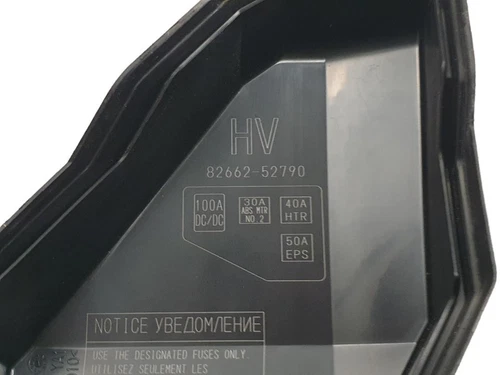 HV
82662-52790
100A DC/DC
30A ABS MTR NO.2
40A HTR
50A EPS
NOTICE УВЕДОМЛЕНИЕ
USE THE DESIGNATED FUSES ONLY
UTILISEZ SEULEMENT LES